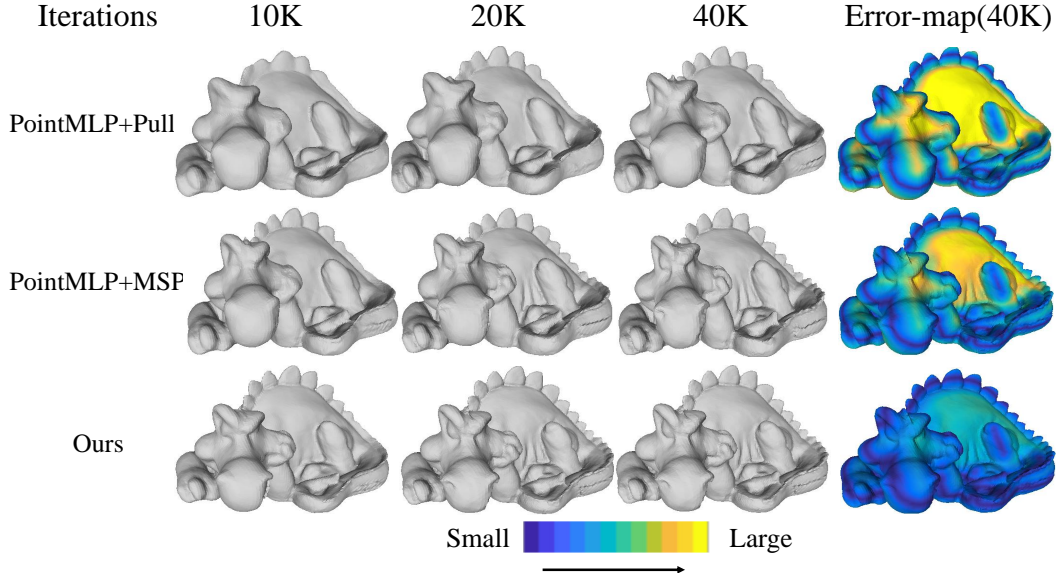 Iterations 10K 20K 40K Error-map(40K)
PointMLP+Pull
PointMLP+MSP
Ours
Small Large